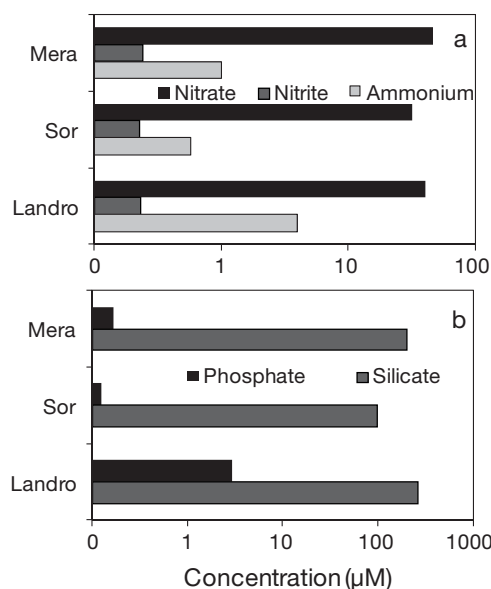 a
Mera
Nitrate Nitrite Ammonium
Sor
Landro
0 1 10 100
b
Mera
Phosphate Silicate
Sor
Landro
0 1 10 100 1000
Concentration (µM)